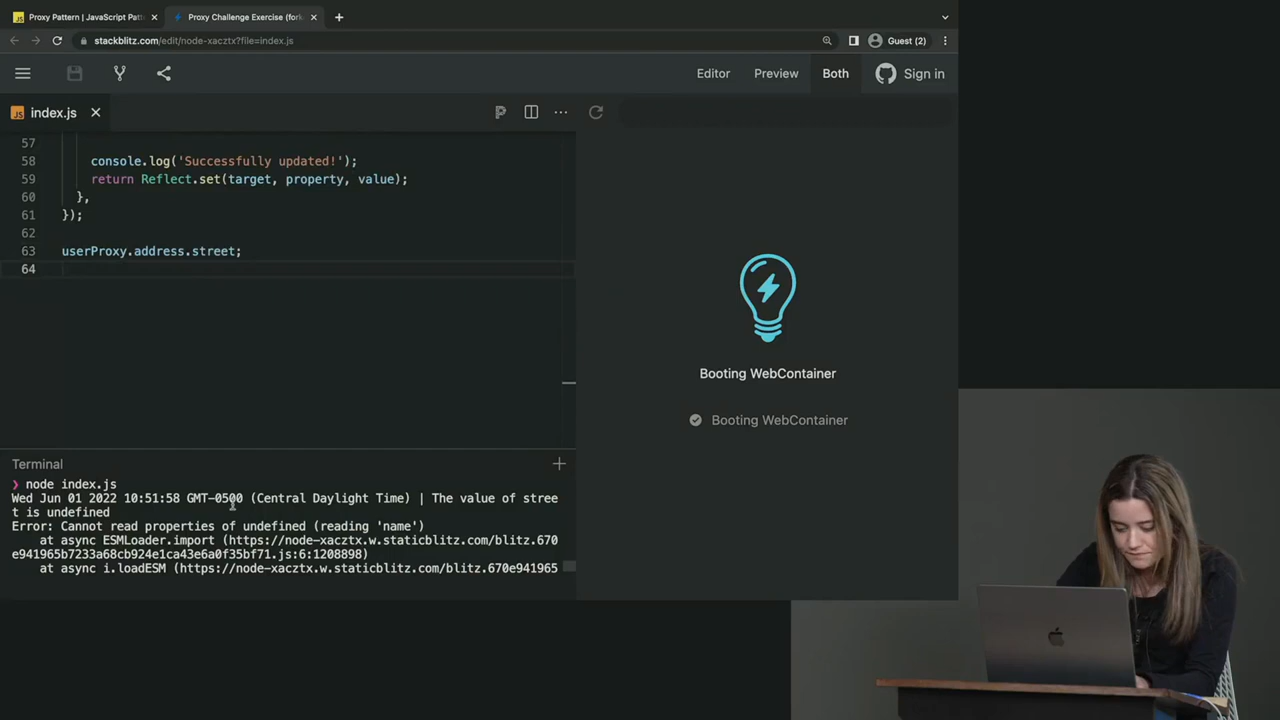 Proxy Pattern | JavaScript Patt
Proxy Challenge Exercise (fork
stackblitz.com/edit/node-xacztx?file=index.js
Guest (2)
Editor
Preview
Both
Sign in
JS index.js
57
58 console.log('Successfully updated!');
59 return Reflect.set(target, property, value);
60 },
61 });
62
63 userProxy.address.street;
64
Booting WebContainer
Booting WebContainer
Terminal
❯ node index.js
Wed Jun 01 2022 10:51:58 GMT-0500 (Central Daylight Time) | The value of stree
t is undefined
Error: Cannot read properties of undefined (reading 'name')
at async ESMLoader.import (https://node-xacztx.w.staticblitz.com/blitz.670
e941965b7233a68cb924e1ca43e6a0f35bf71.js:6:1208898)
at async i.loadESM (https://node-xacztx.w.staticblitz.com/blitz.670e941965